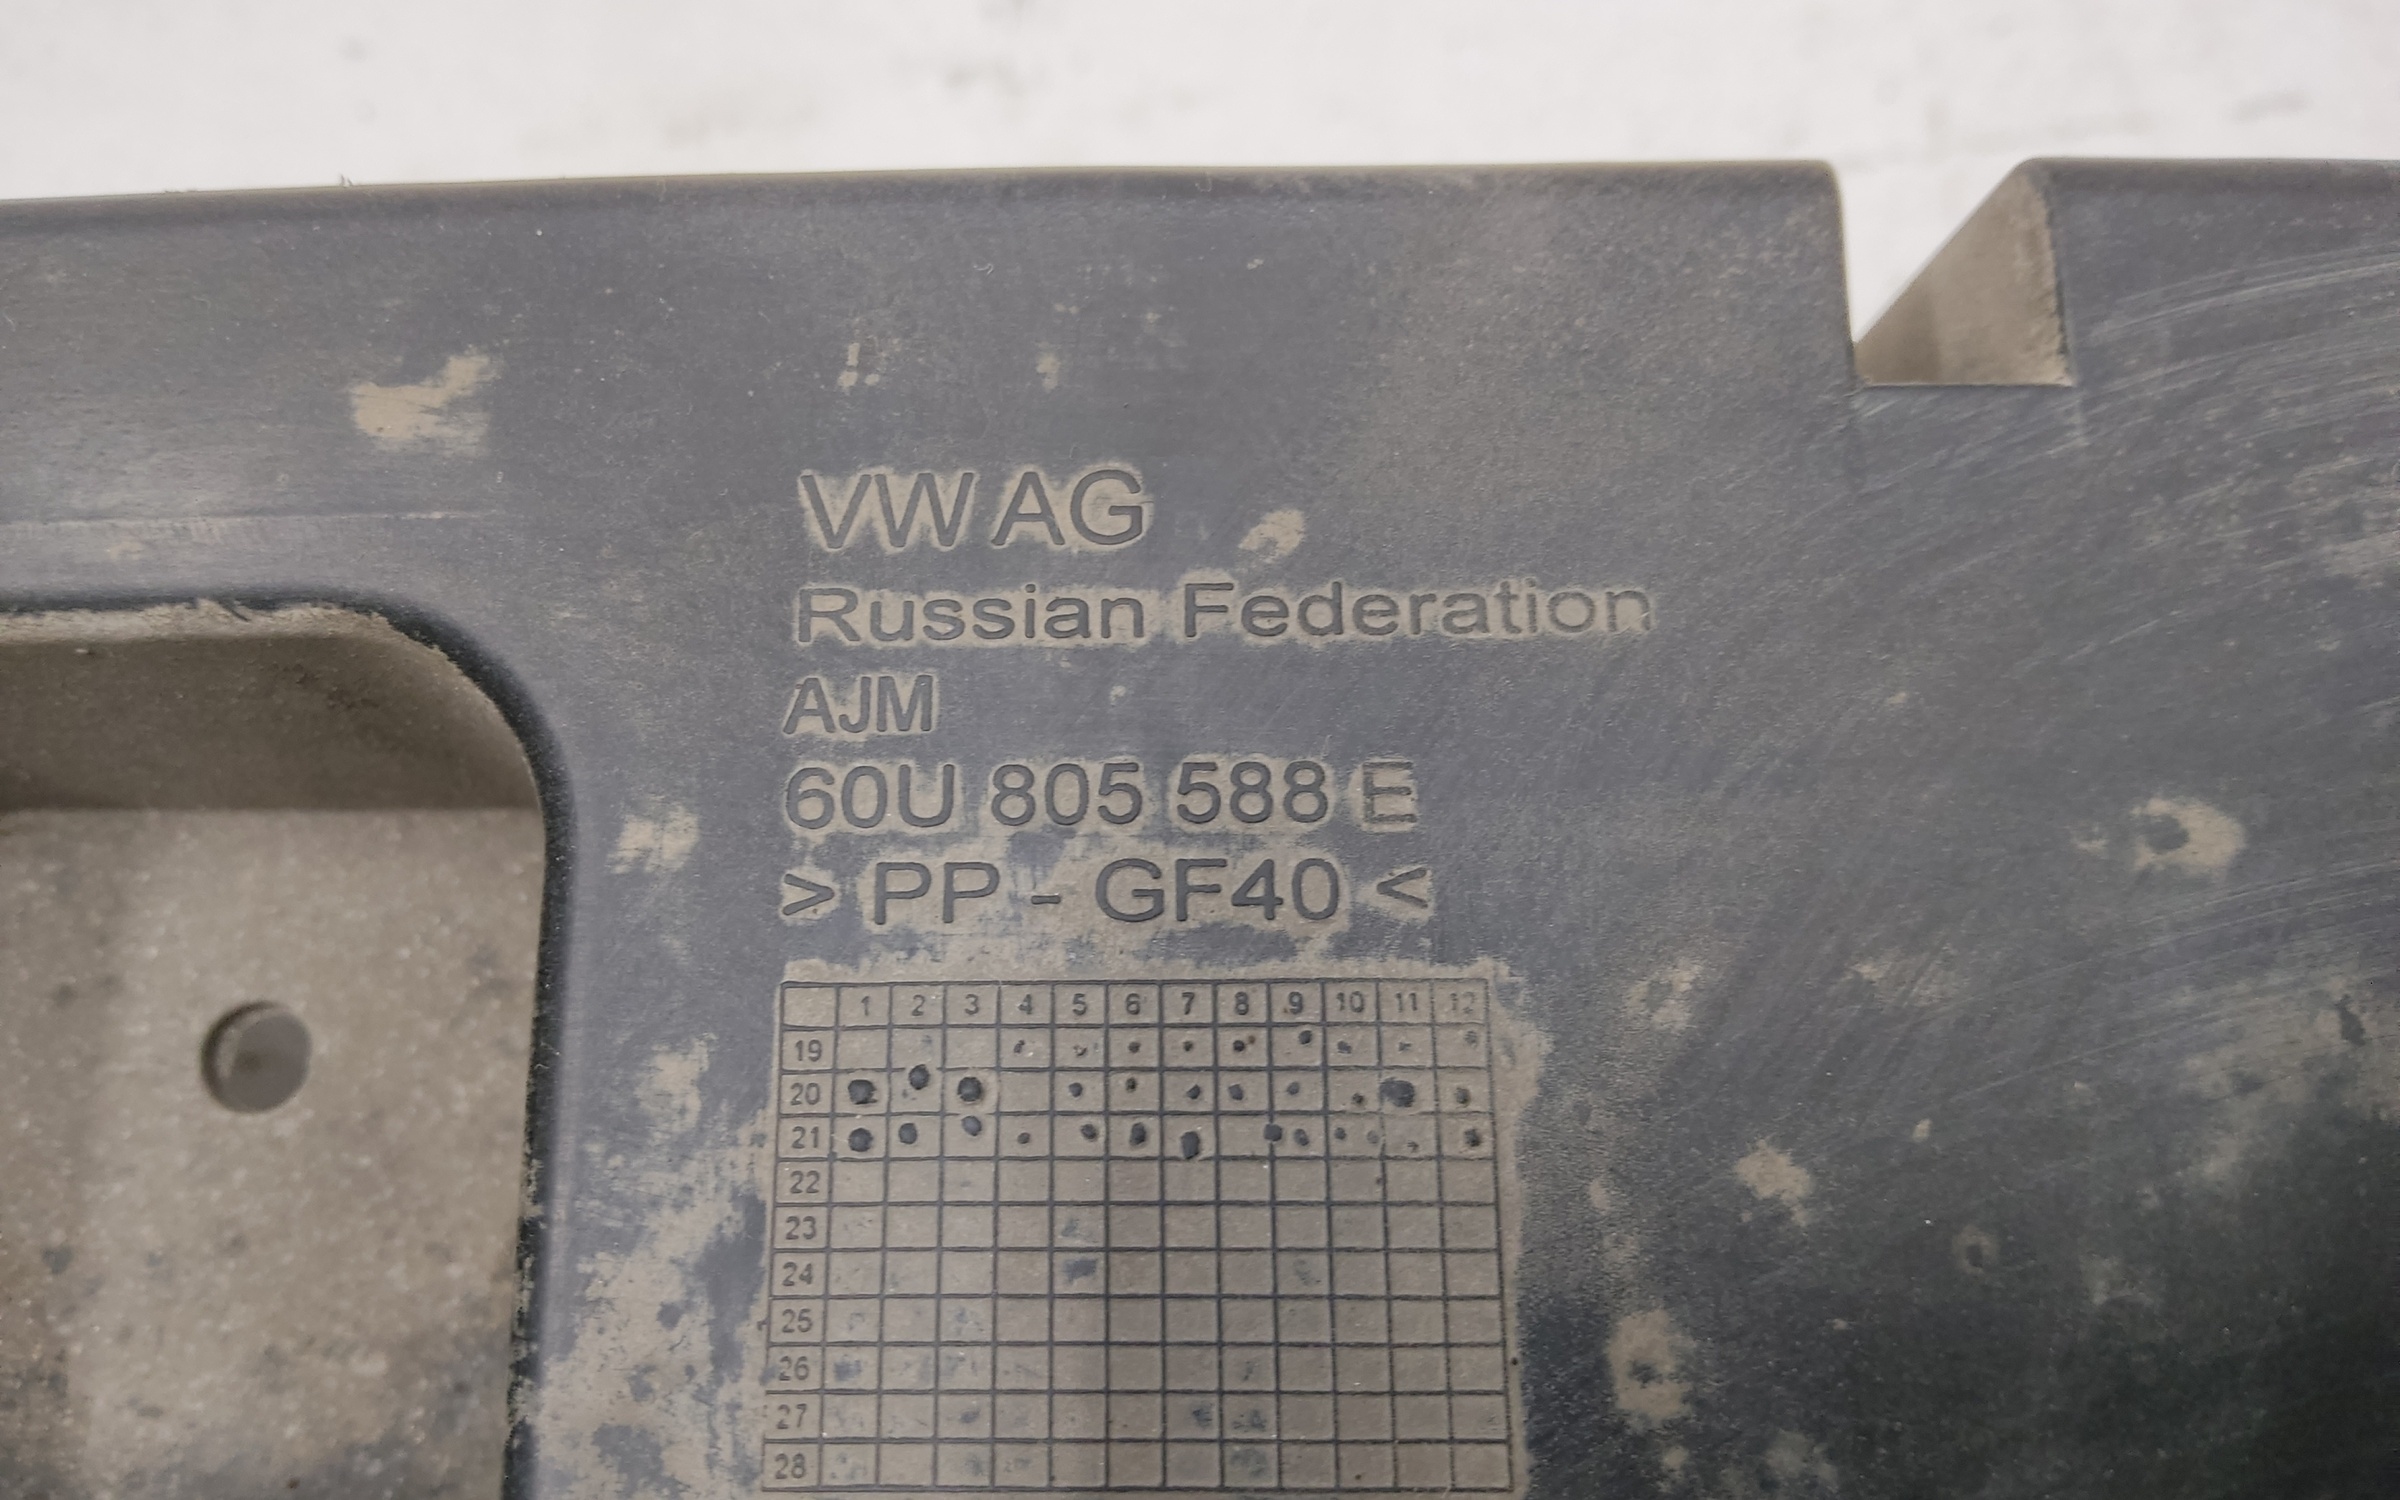 VW AG
Russian Federation
AJM
60U 805 588 E
> PP - GF40 <
1 2 3 4 5 6 7 8 9 10 11 12
19
20
21
22
23
24
25
26
27
28